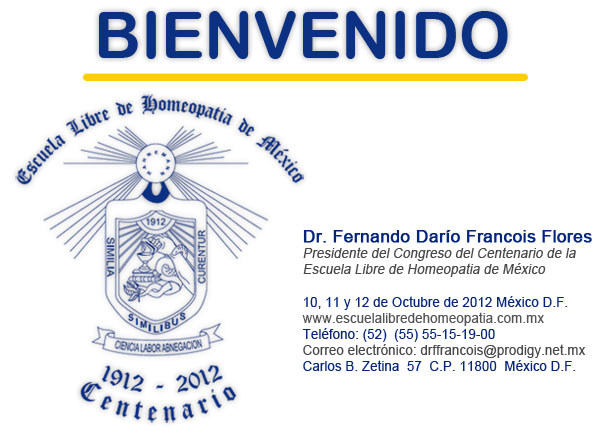 BIENVENIDO
Escuela Libre de Homeopatia de México
1912
SIMILIA
CURENTUR
SIMILIBUS
CIENCIA LABOR ABNEGACION
1912 - 2012
Centenario
Dr. Fernando Darío Francois Flores
Presidente del Congreso del Centenario de la
Escuela Libre de Homeopatia de México
10, 11 y 12 de Octubre de 2012 México D.F.
www.escuelalibredehomeopatia.com.mx
Teléfono: (52) (55) 55-15-19-00
Correo electrónico: drffrancois@prodigy.net.mx
Carlos B. Zetina 57 C.P. 11800 México D.F.